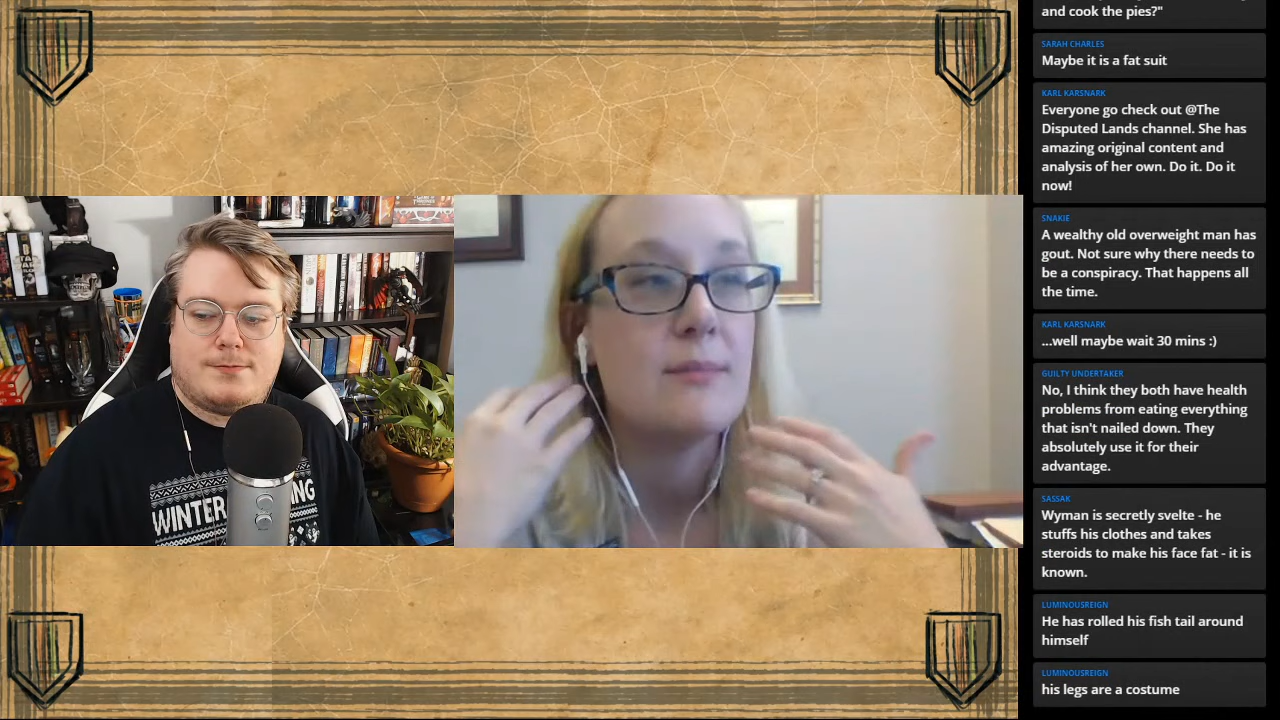 and cook the pies?"
SARAH CHARLES
Maybe it is a fat suit
KARL KARSNARK
Everyone go check out @The
Disputed Lands channel. She has
amazing original content and
analysis of her own. Do it. Do it
now!
SNAKIE
A wealthy old overweight man has
gout. Not sure why there needs to
be a conspiracy. That happens all
the time.
KARL KARSNARK
...well maybe wait 30 mins :)
GUILTY UNDERTAKER
No, I think they both have health
problems from eating everything
that isn't nailed down. They
absolutely use it for their
advantage.
SASSAK
Wyman is secretly svelte - he
stuffs his clothes and takes
steroids to make his face fat - it is
known.
LUMINOUSREIGN
He has rolled his fish tail around
himself
LUMINOUSREIGN
his legs are a costume
WINTER